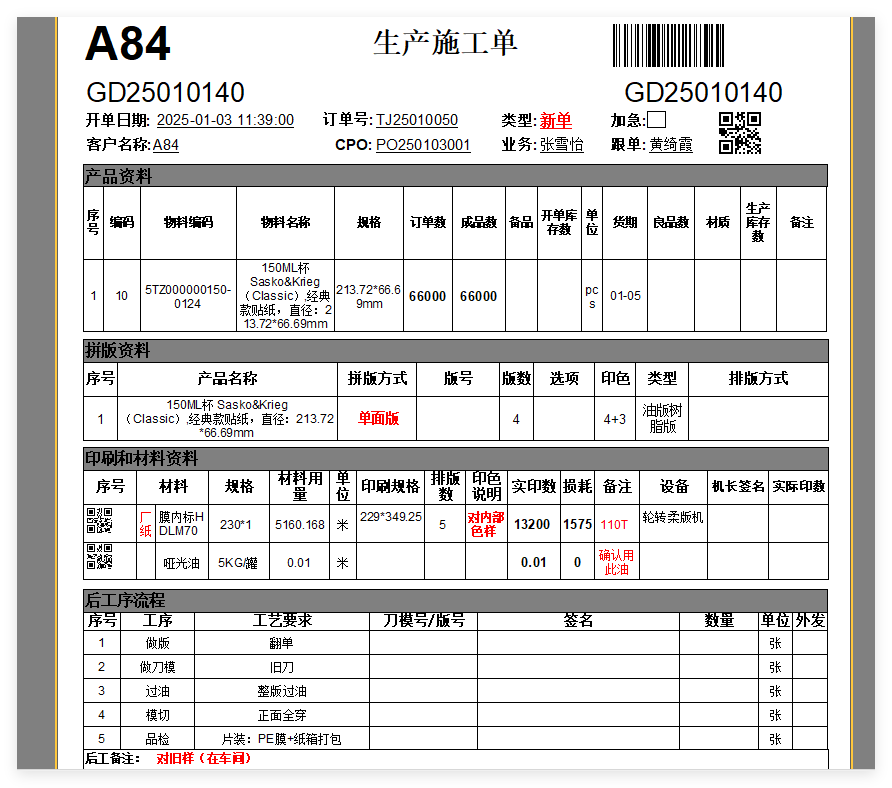 A84
生产施工单
GD25010140
GD25010140
开单日期: 2025-01-03 11:39:00 订单号: TJ25010050 类型: 新单 加急:
客户名称: A84 CPO: PO250103001 业务: 张雪怡 跟单: 黄绮霞
产品资料
序号 编码 物料编码 物料名称 规格 订单数 成品数 备品 开单库存数 单位 货期 良品数 材质 生产库存数 备注
1 10 5TZ000000150-0124 150ML杯 Sasko&Krieg（Classic）,经典款贴纸，直径：213.72*66.69mm 213.72*66.69mm 66000 66000 pcs 01-05
拼版资料
序号 产品名称 拼版方式 版号 版数 选项 印色 类型 排版方式
1 150ML杯 Sasko&Krieg（Classic）,经典款贴纸，直径：213.72*66.69mm 单面版 4 4+3 油版树脂版
印刷和材料资料
序号 材料 规格 材料用量 单位 印刷规格 排版数 印色说明 实印数 损耗 备注 设备 机长签名 实际印数
厂纸 膜内标HDLM70 230*1 5160.168 米 229*349.25 5 对内部色样 13200 1575 110T 轮转柔版机
哑光油 5KG/罐 0.01 米 0.01 0 确认用此油
后工序流程
序号 工序 工艺要求 刀模号/版号 签名 数量 单位 外发
1 做版 翻单 张
2 做刀模 旧刀 张
3 过油 整版过油 张
4 模切 正面全穿 张
5 品检 片装：PE膜+纸箱打包 张
后工备注： 对旧样（在车间）